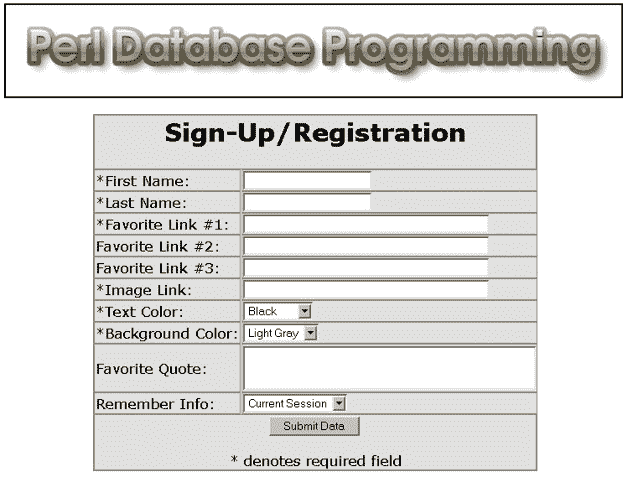 Perl Database Programming
Sign-Up/Registration
*First Name:
*Last Name:
*Favorite Link #1:
Favorite Link #2:
Favorite Link #3:
*Image Link:
*Text Color: Black
*Background Color: Light Gray
Favorite Quote:
Remember Info: Current Session
Submit Data
* denotes required field